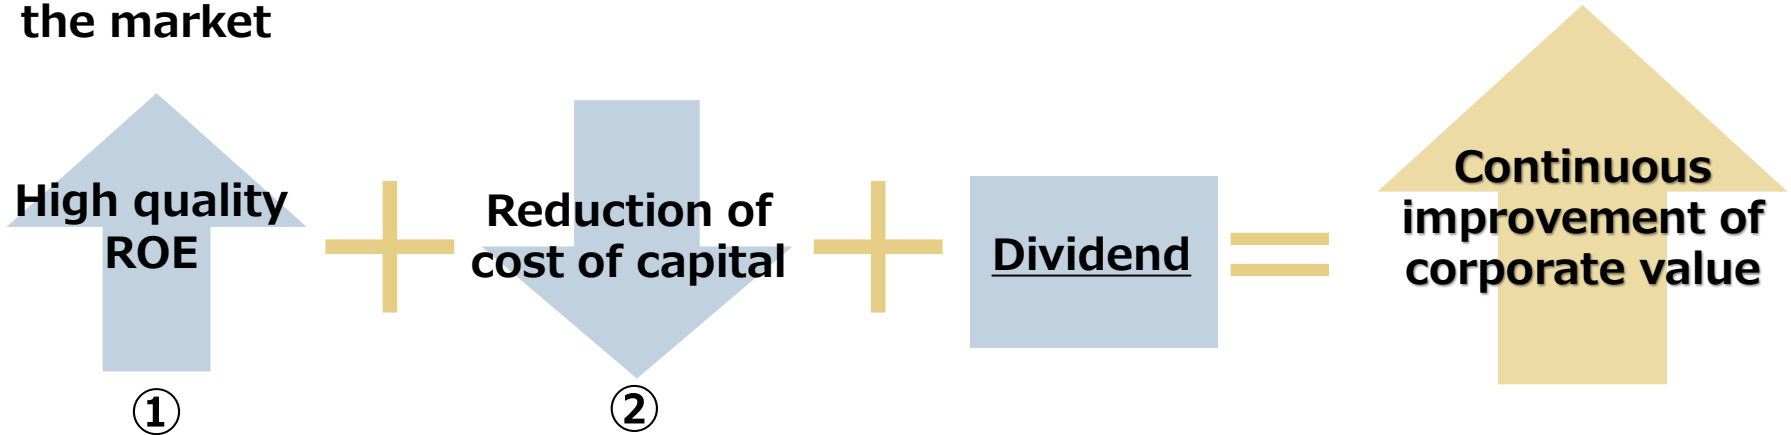 the market
High quality
ROE
Reduction of
cost of capital
Dividend
Continuous
improvement of
corporate value
①
②